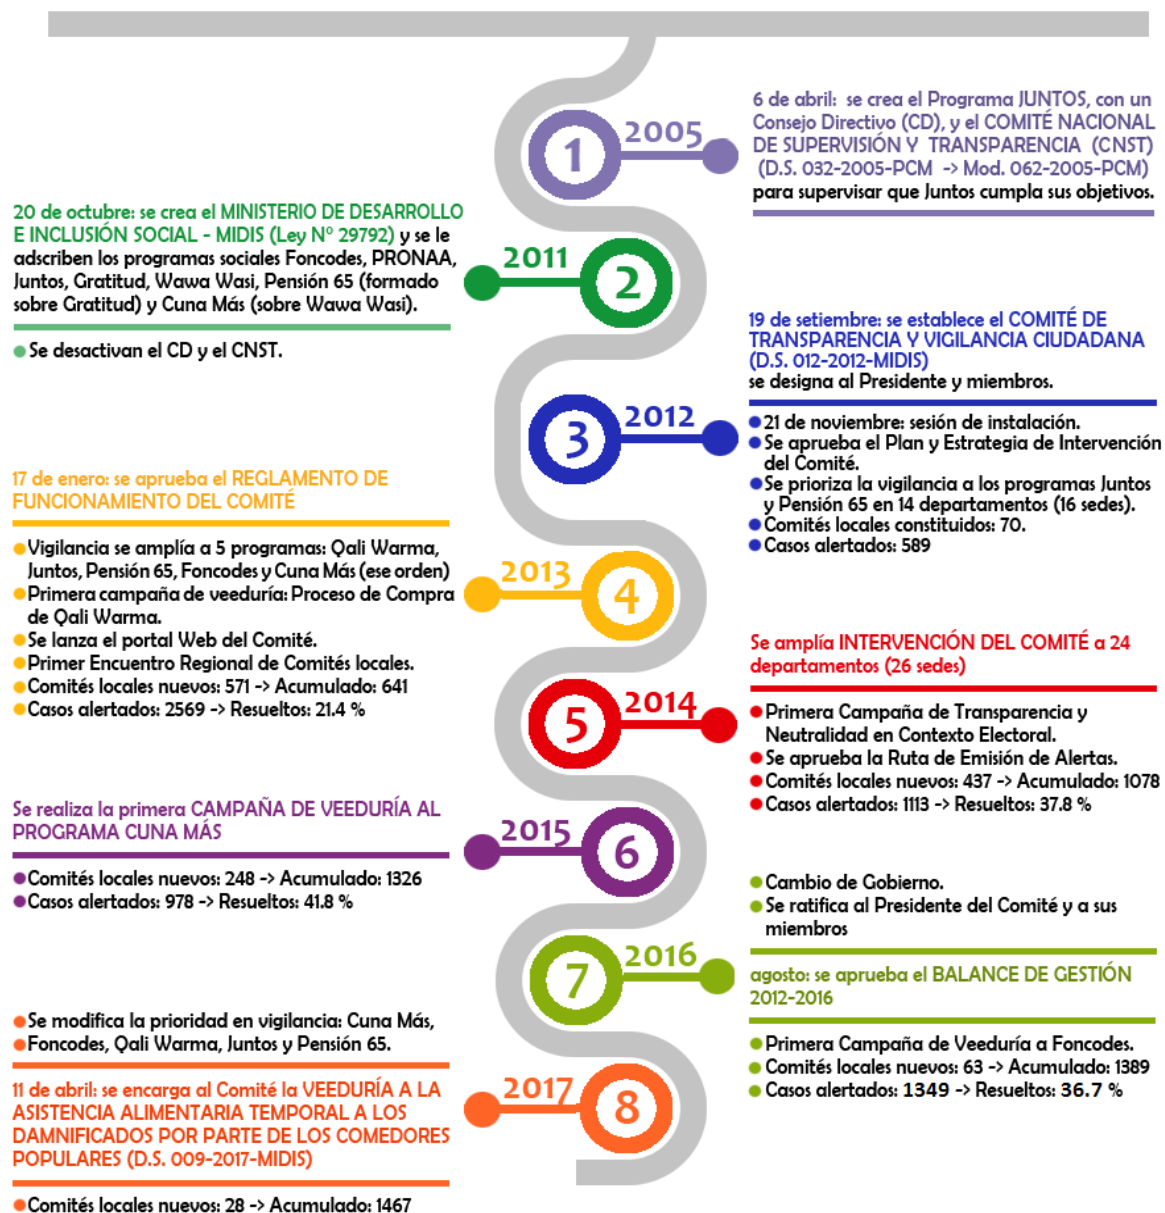 1
2005
6 de abril: se crea el Programa JUNTOS, con un
Consejo Directivo (CD), y el COMITÉ NACIONAL
DE SUPERVISIÓN Y TRANSPARENCIA (CNST)
(D.S. 032-2005-PCM -> Mod. 062-2005-PCM)
para supervisar que Juntos cumpla sus objetivos.
20 de octubre: se crea el MINISTERIO DE DESARROLLO
E INCLUSIÓN SOCIAL - MIDIS (Ley N° 29792) y se le
adscriben los programas sociales Foncodes, PRONAA,
Juntos, Gratitud, Wawa Wasi, Pensión 65 (formado
sobre Gratitud) y Cuna Más (sobre Wawa Wasi).
Se desactivan el CD y el CNST.
2011
2
19 de setiembre: se establece el COMITÉ DE
TRANSPARENCIA Y VIGILANCIA CIUDADANA
(D.S. 012-2012-MIDIS)
se designa al Presidente y miembros.
3
2012
21 de noviembre: sesión de instalación.
Se aprueba el Plan y Estrategia de Intervención
del Comité.
Se prioriza la vigilancia a los programas Juntos
y Pensión 65 en 14 departamentos (16 sedes).
Comités locales constituidos: 70.
Casos alertados: 589
17 de enero: se aprueba el REGLAMENTO DE
FUNCIONAMIENTO DEL COMITÉ
Vigilancia se amplía a 5 programas: Qali Warma,
Juntos, Pensión 65, Foncodes y Cuna Más (ese orden)
Primera campaña de veeduría: Proceso de Compra
de Qali Warma.
Se lanza el portal Web del Comité.
Primer Encuentro Regional de Comités locales.
Comités locales nuevos: 571 -> Acumulado: 641
Casos alertados: 2569 -> Resueltos: 21.4 %
2013
4
Se amplía INTERVENCIÓN DEL COMITÉ a 24
departamentos (26 sedes)
5
2014
Primera Campaña de Transparencia y
Neutralidad en Contexto Electoral.
Se aprueba la Ruta de Emisión de Alertas.
Comités locales nuevos: 437 -> Acumulado: 1078
Casos alertados: 1113 -> Resueltos: 37.8 %
Se realiza la primera CAMPAÑA DE VEEDURÍA AL
PROGRAMA CUNA MÁS
2015
6
Comités locales nuevos: 248 -> Acumulado: 1326
Casos alertados: 978 -> Resueltos: 41.8 %
Cambio de Gobierno.
Se ratifica al Presidente del Comité y a sus
miembros
7
2016
agosto: se aprueba el BALANCE DE GESTIÓN
2012-2016
Primera Campaña de Veeduría a Foncodes.
Comités locales nuevos: 63 -> Acumulado: 1389
Casos alertados: 1349 -> Resueltos: 36.7 %
Se modifica la prioridad en vigilancia: Cuna Más,
Foncodes, Qali Warma, Juntos y Pensión 65.
2017
8
11 de abril: se encarga al Comité la VEEDURÍA A LA
ASISTENCIA ALIMENTARIA TEMPORAL A LOS
DAMNIFICADOS POR PARTE DE LOS COMEDORES
POPULARES (D.S. 009-2017-MIDIS)
Comités locales nuevos: 28 -> Acumulado: 1467